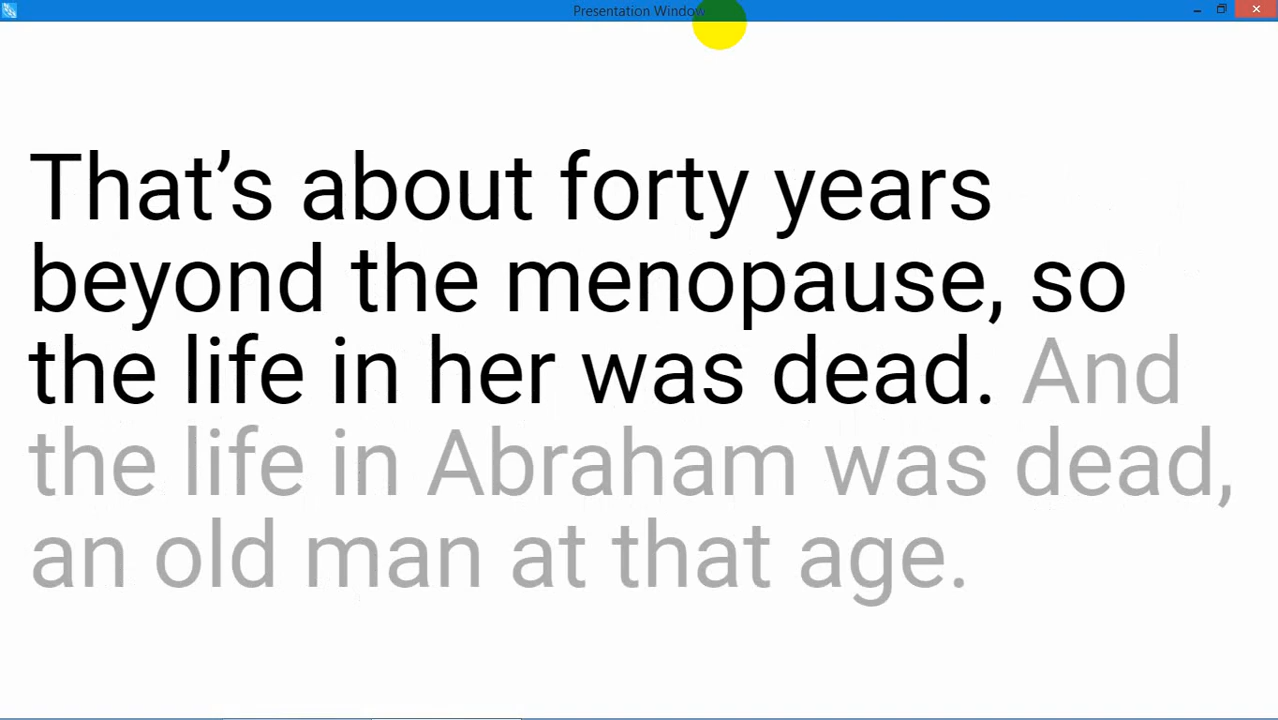 Presentation Window
That’s about forty years
beyond the menopause, so
the life in her was dead. And
the life in Abraham was dead,
an old man at that age.